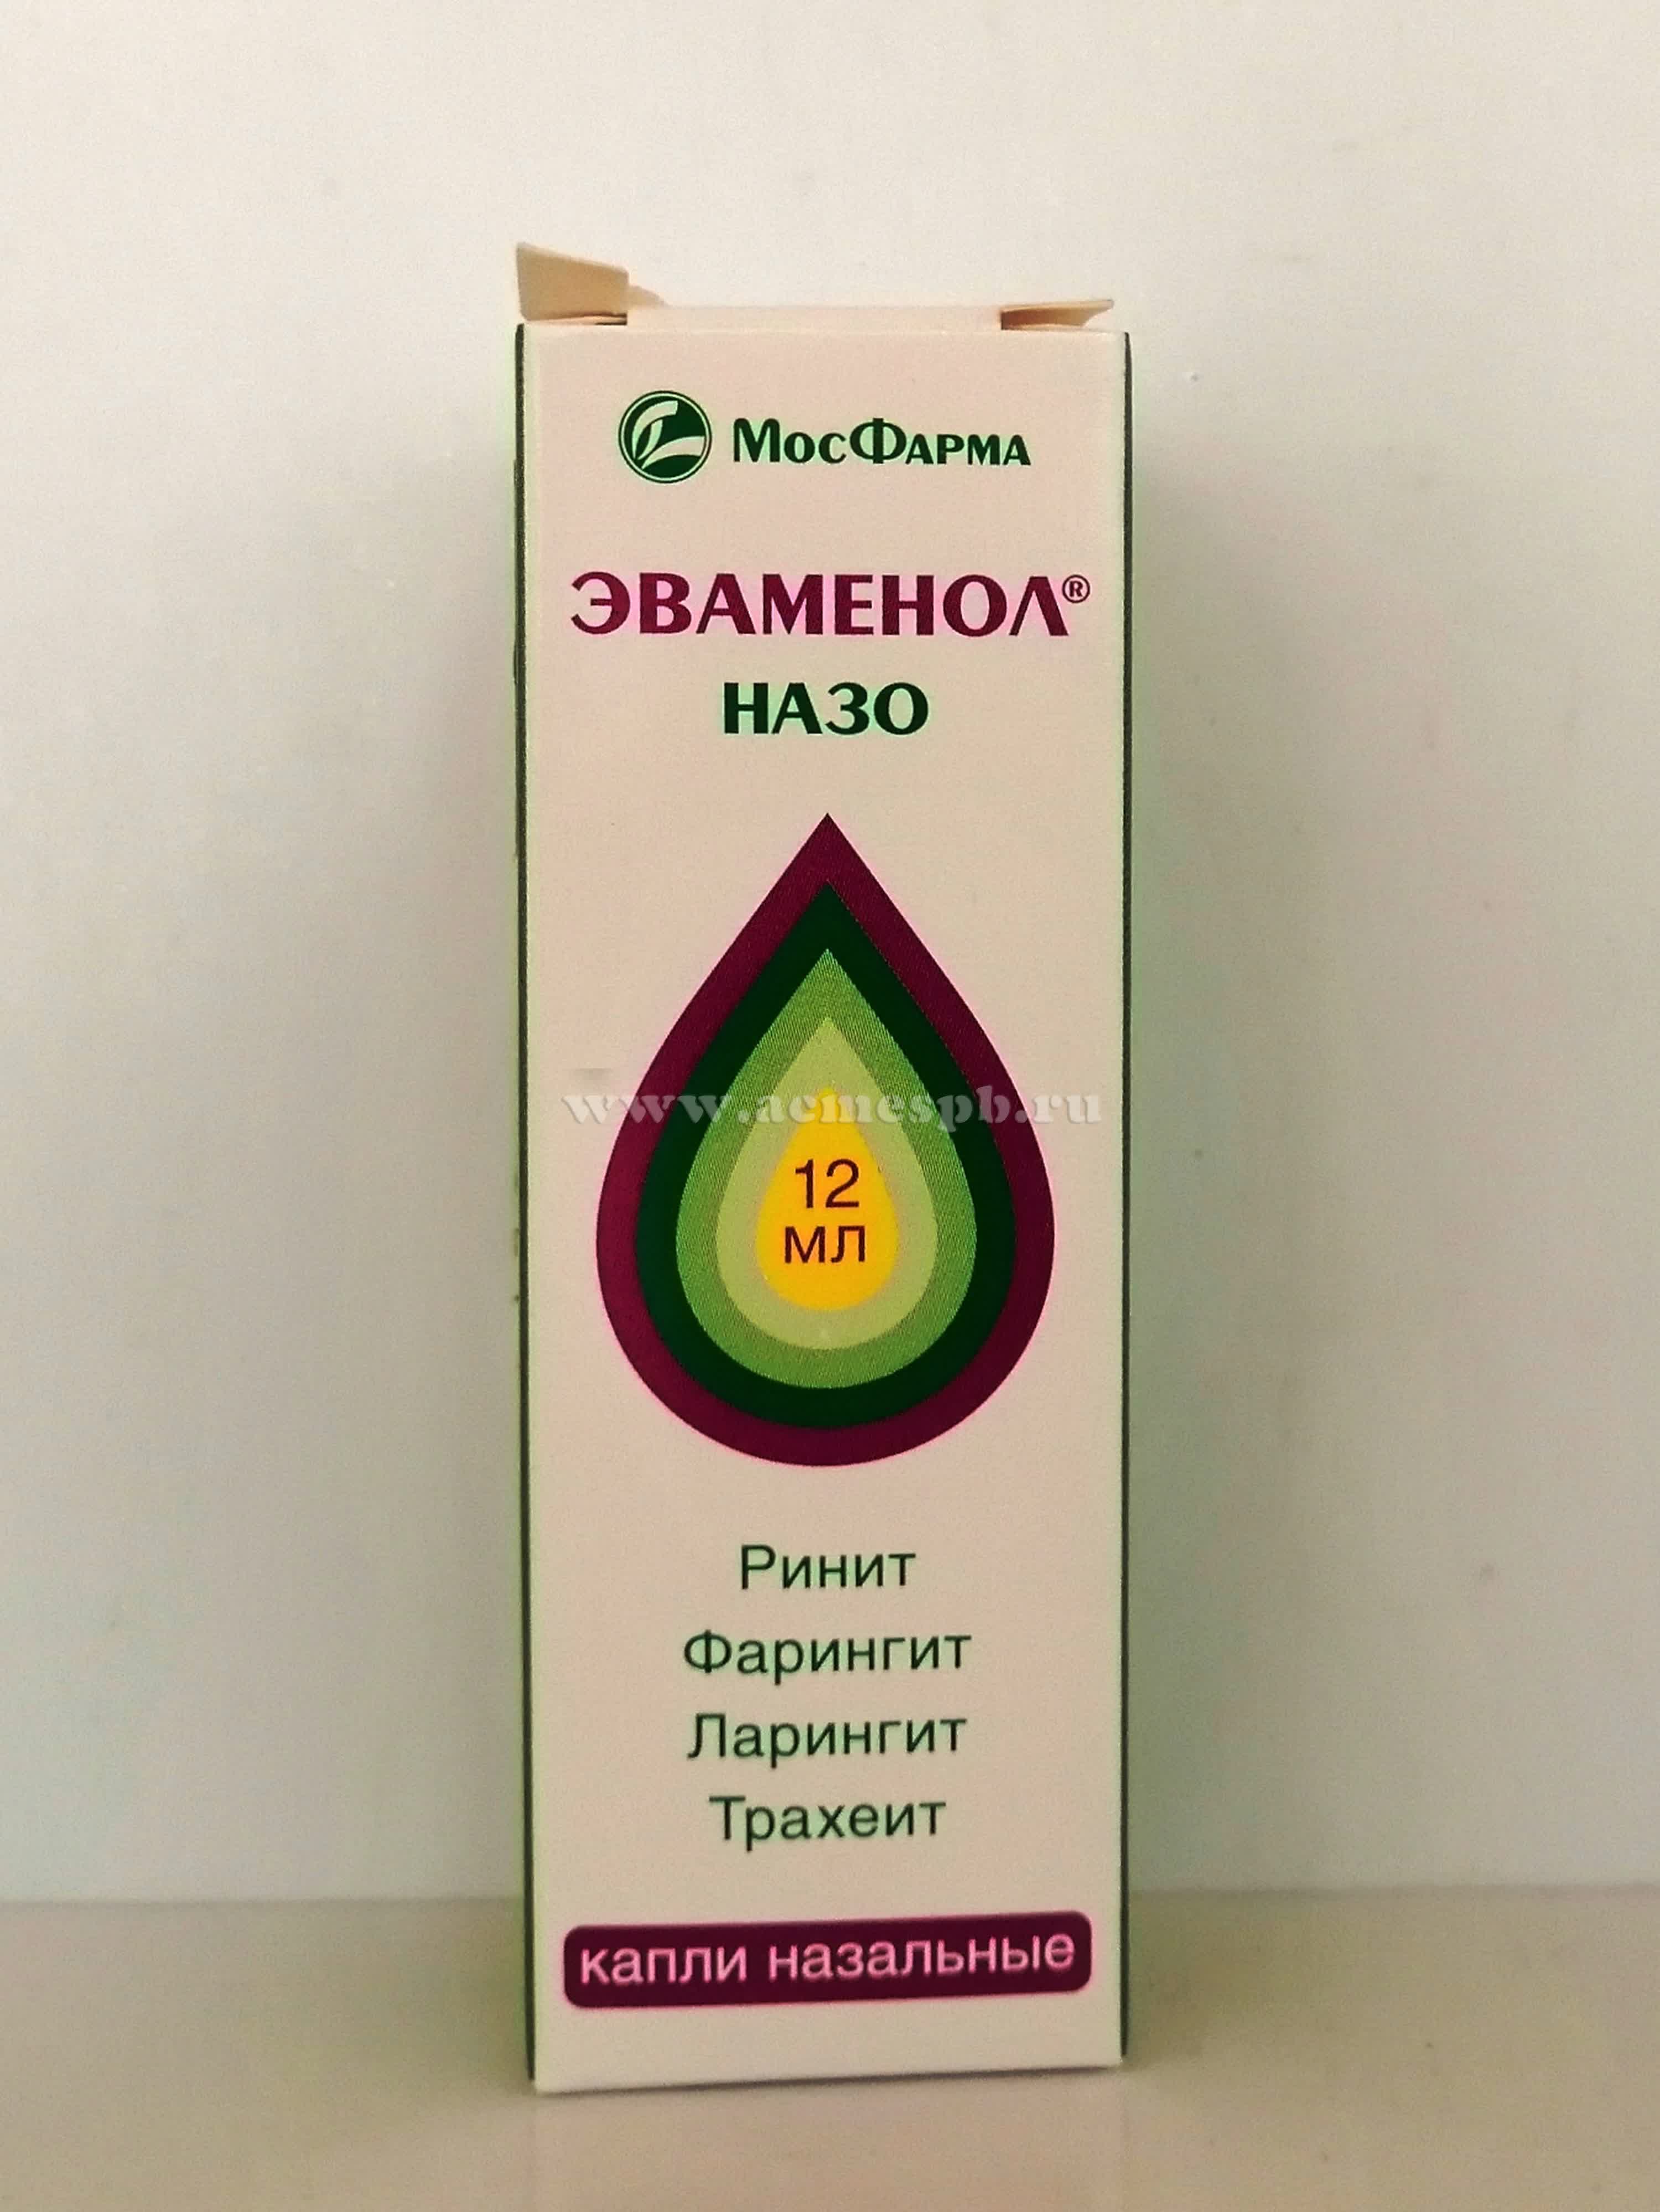 МосФарма
ЭВАМЕНОЛ®
НАЗО
www.acmespb.ru
12
мл
Ринит
Фарингит
Ларингит
Трахеит
капли назальные